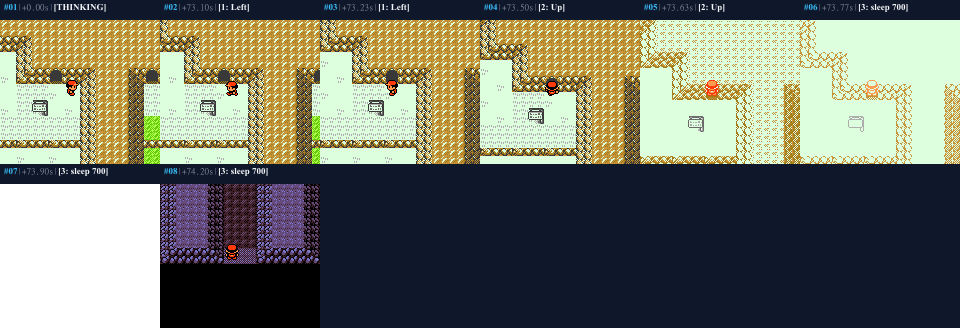 #01|+0.00s|[THINKING]
#02|+73.10s|[1: Left]
#03|+73.23s|[1: Left]
#04|+73.50s|[2: Up]
#05|+73.63s|[2: Up]
#06|+73.77s|[3: sleep 700]
#07|+73.90s|[3: sleep 700]
#08|+74.20s|[3: sleep 700]